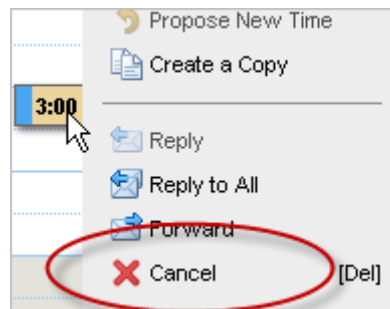 Propose New Time
Create a Copy
3:00
Reply
Reply to All
Forward
Cancel [Del]